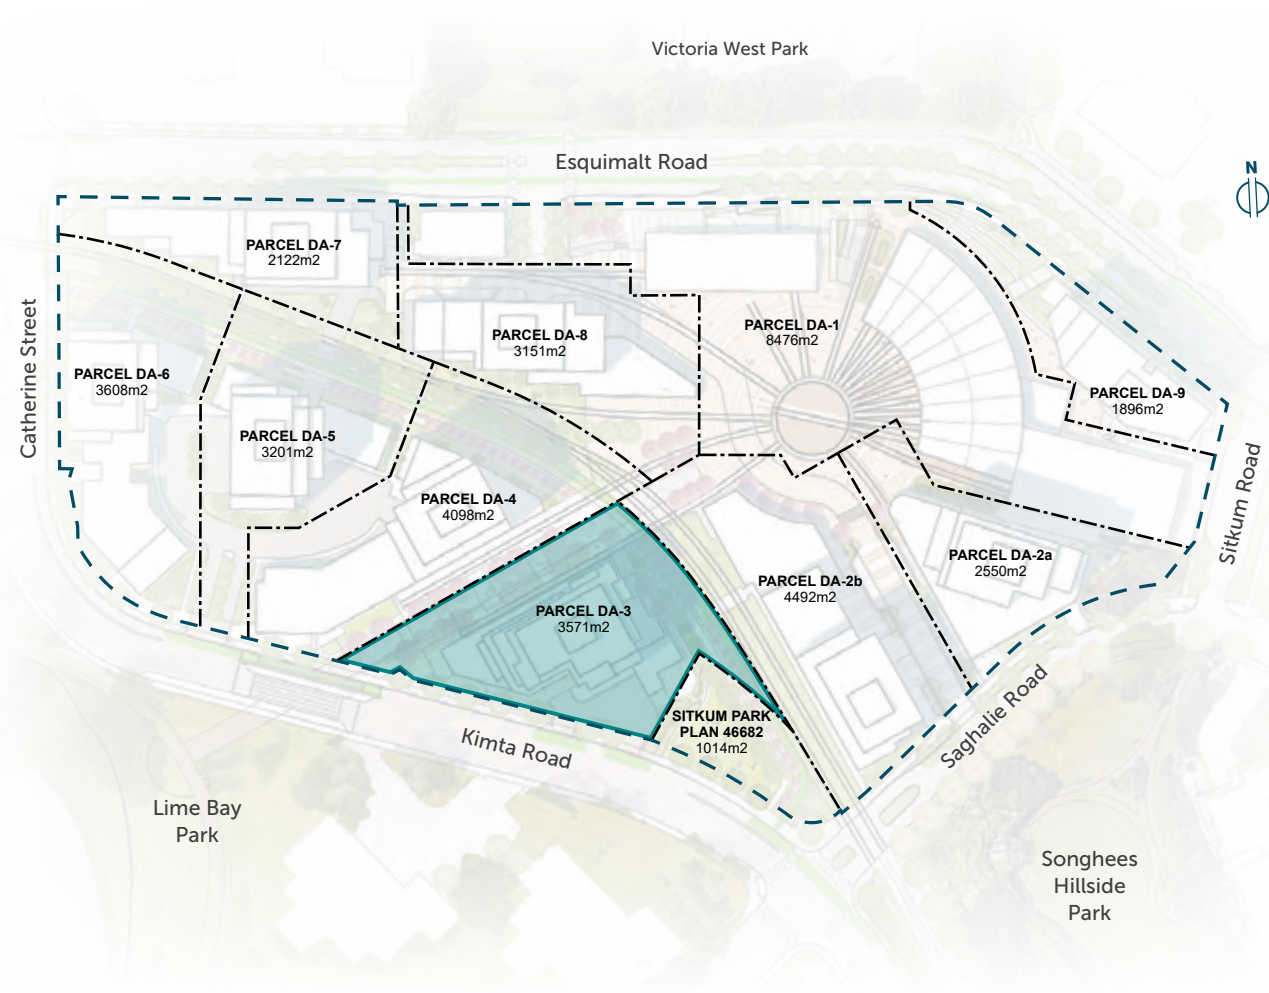 Victoria West Park
Esquimalt Road
N
PARCEL DA-7
2122m2
Catherine Street
PARCEL DA-8
3151m2
PARCEL DA-1
8476m2
PARCEL DA-6
3608m2
PARCEL DA-9
1896m2
PARCEL DA-5
3201m2
PARCEL DA-4
4098m2
Sitkum Road
PARCEL DA-2a
2550m2
PARCEL DA-2b
4492m2
PARCEL DA-3
3571m2
SITKUM PARK
PLAN 46682
1014m2
Saghalie Road
Kimta Road
Lime Bay
Park
Songhees
Hillside
Park